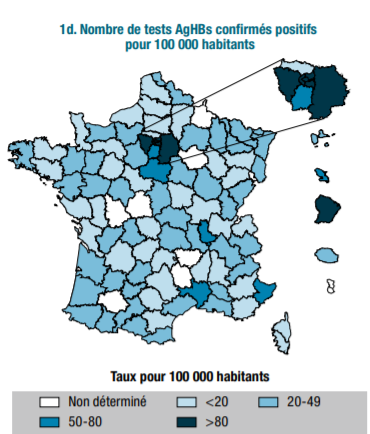 1d. Nombre de tests AgHBs confirmés positifs
pour 100 000 habitants
Taux pour 100 000 habitants
Non déterminé
<20
20-49
50-80
>80